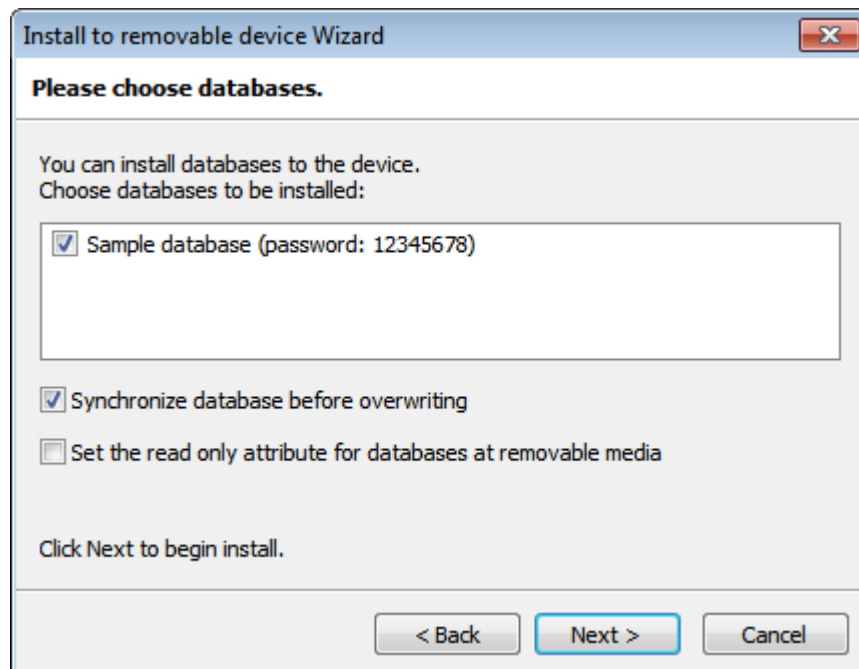 Install to removable device Wizard
Please choose databases.
You can install databases to the device.
Choose databases to be installed:
Sample database (password: 12345678)
Synchronize database before overwriting
Set the read only attribute for databases at removable media
Click Next to begin install.
< Back Next > Cancel